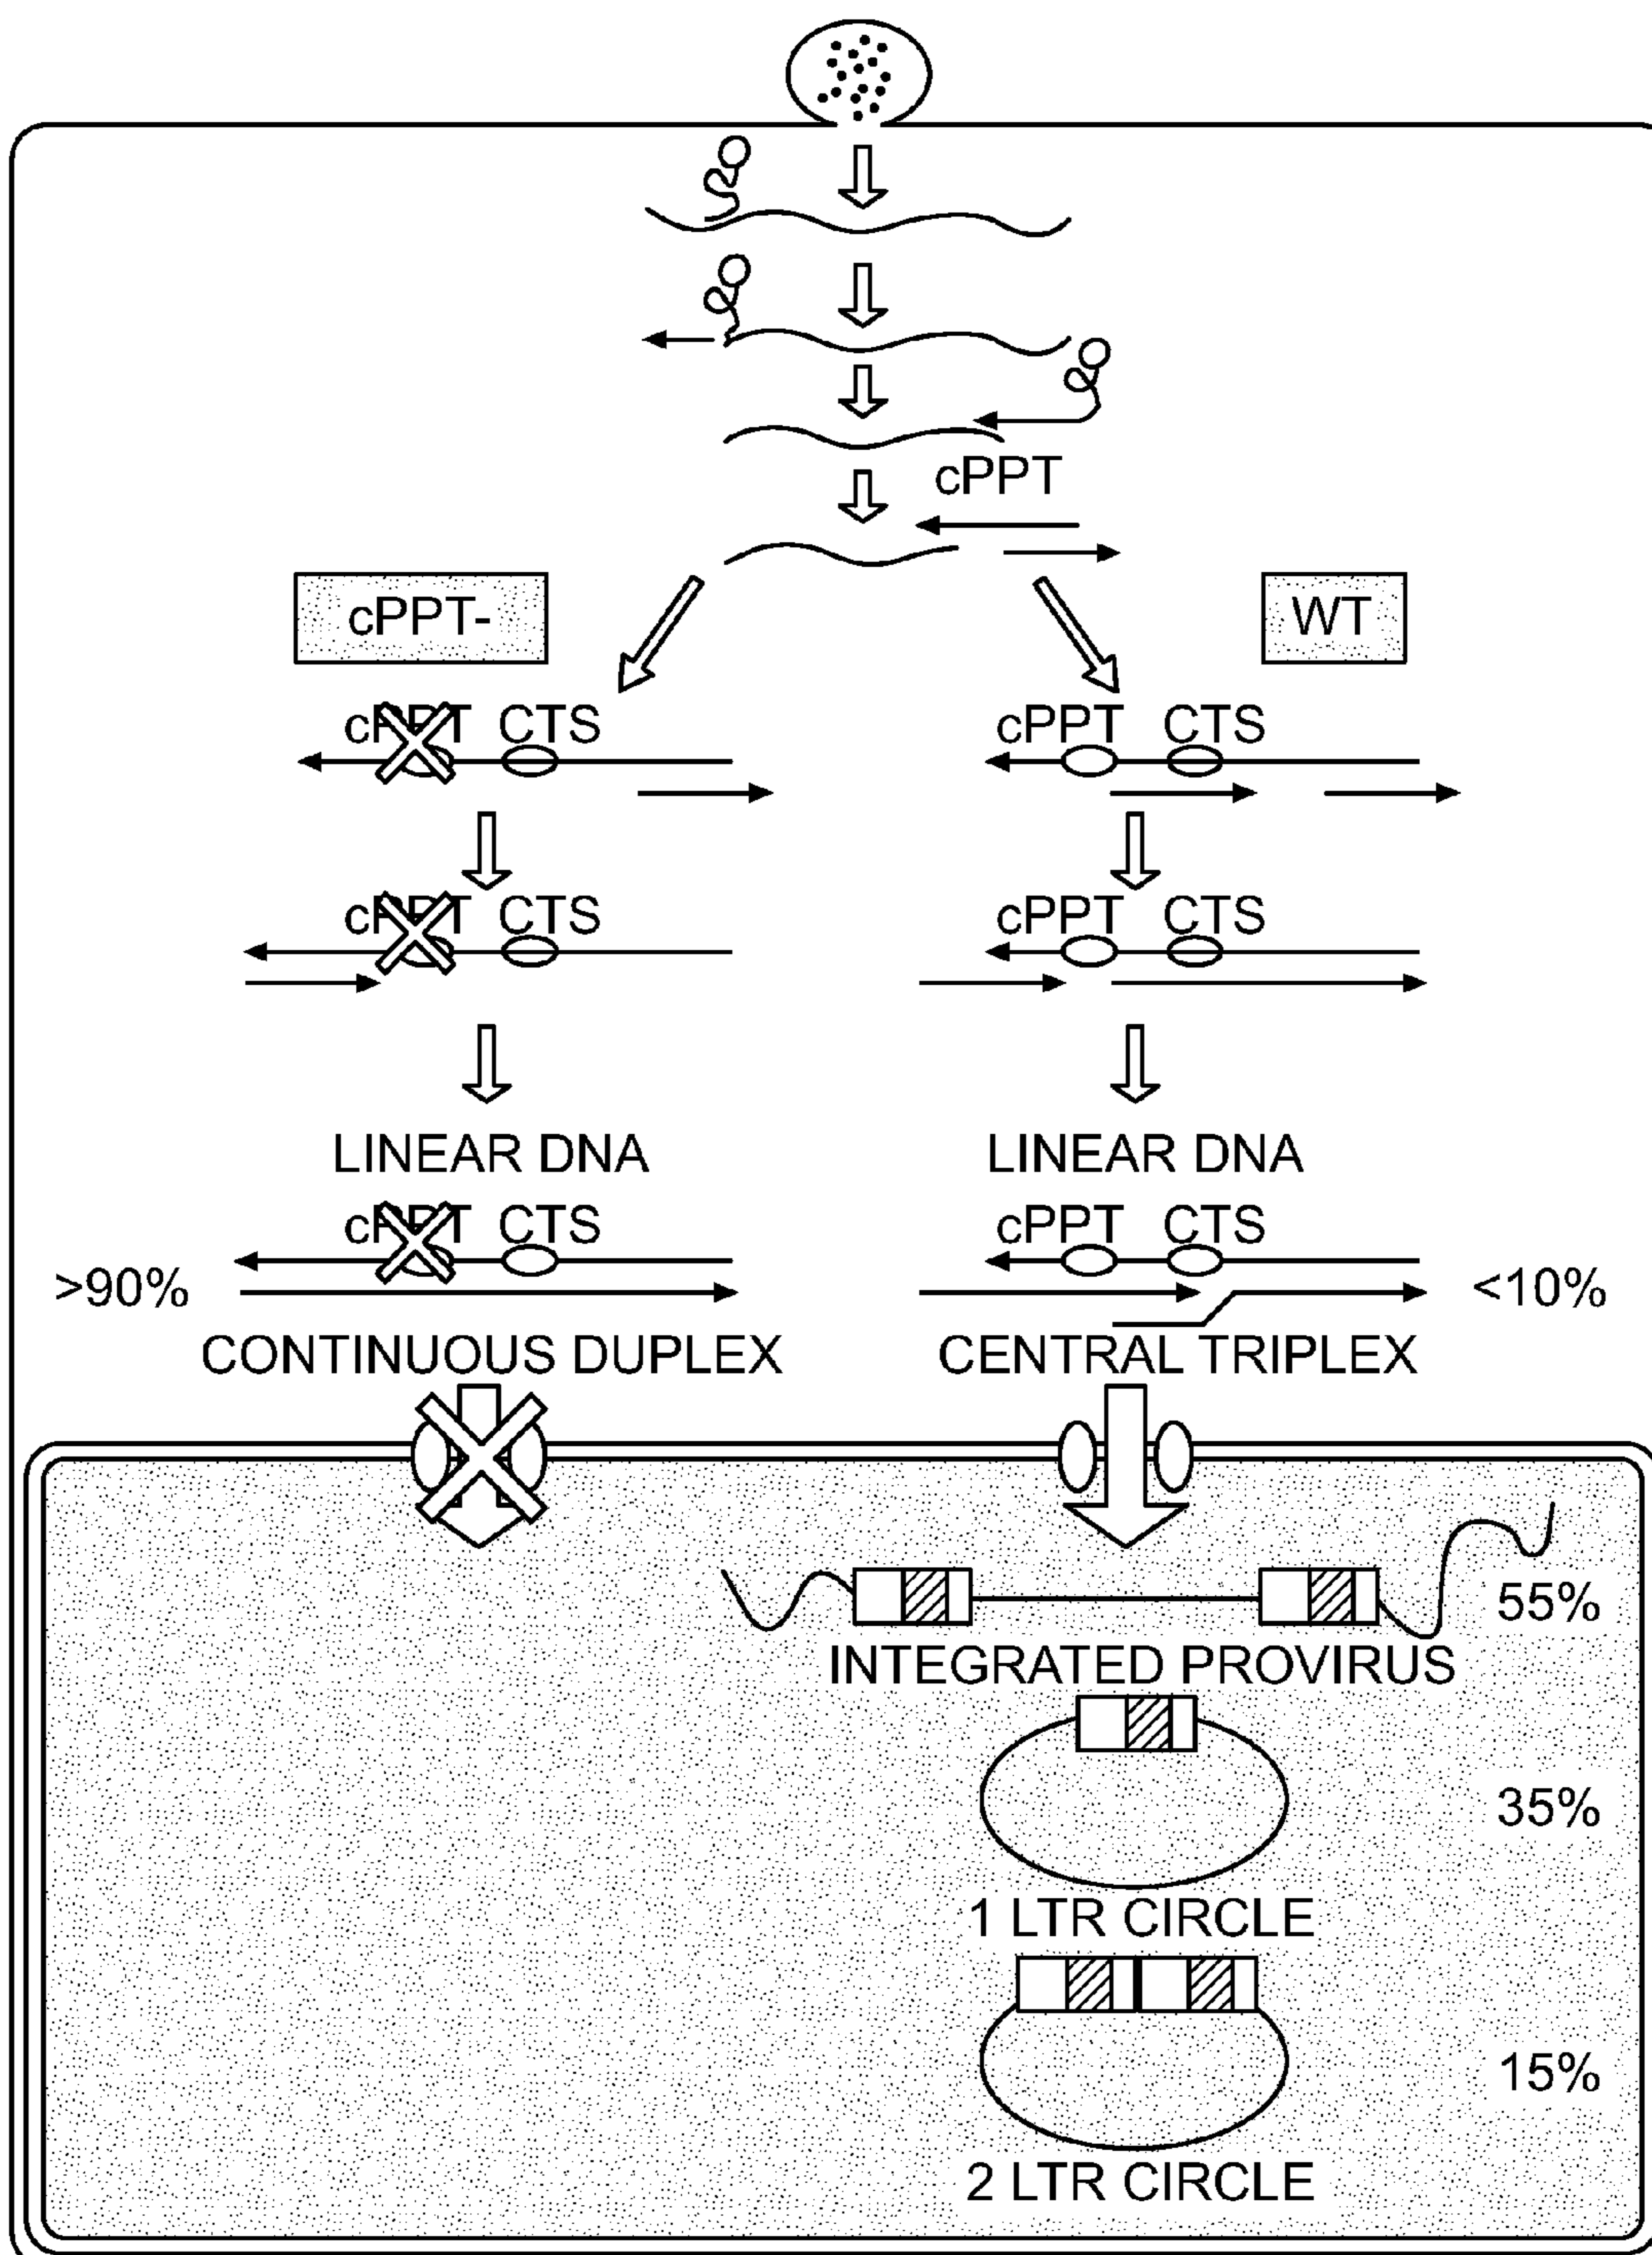 cPPT
cPPT-
WT
cPPT CTS
cPPT CTS
cPPT CTS
cPPT CTS
LINEAR DNA
LINEAR DNA
cPPT CTS
cPPT CTS
>90%
<10%
CONTINUOUS DUPLEX
CENTRAL TRIPLEX
55%
INTEGRATED PROVIRUS
35%
1 LTR CIRCLE
15%
2 LTR CIRCLE